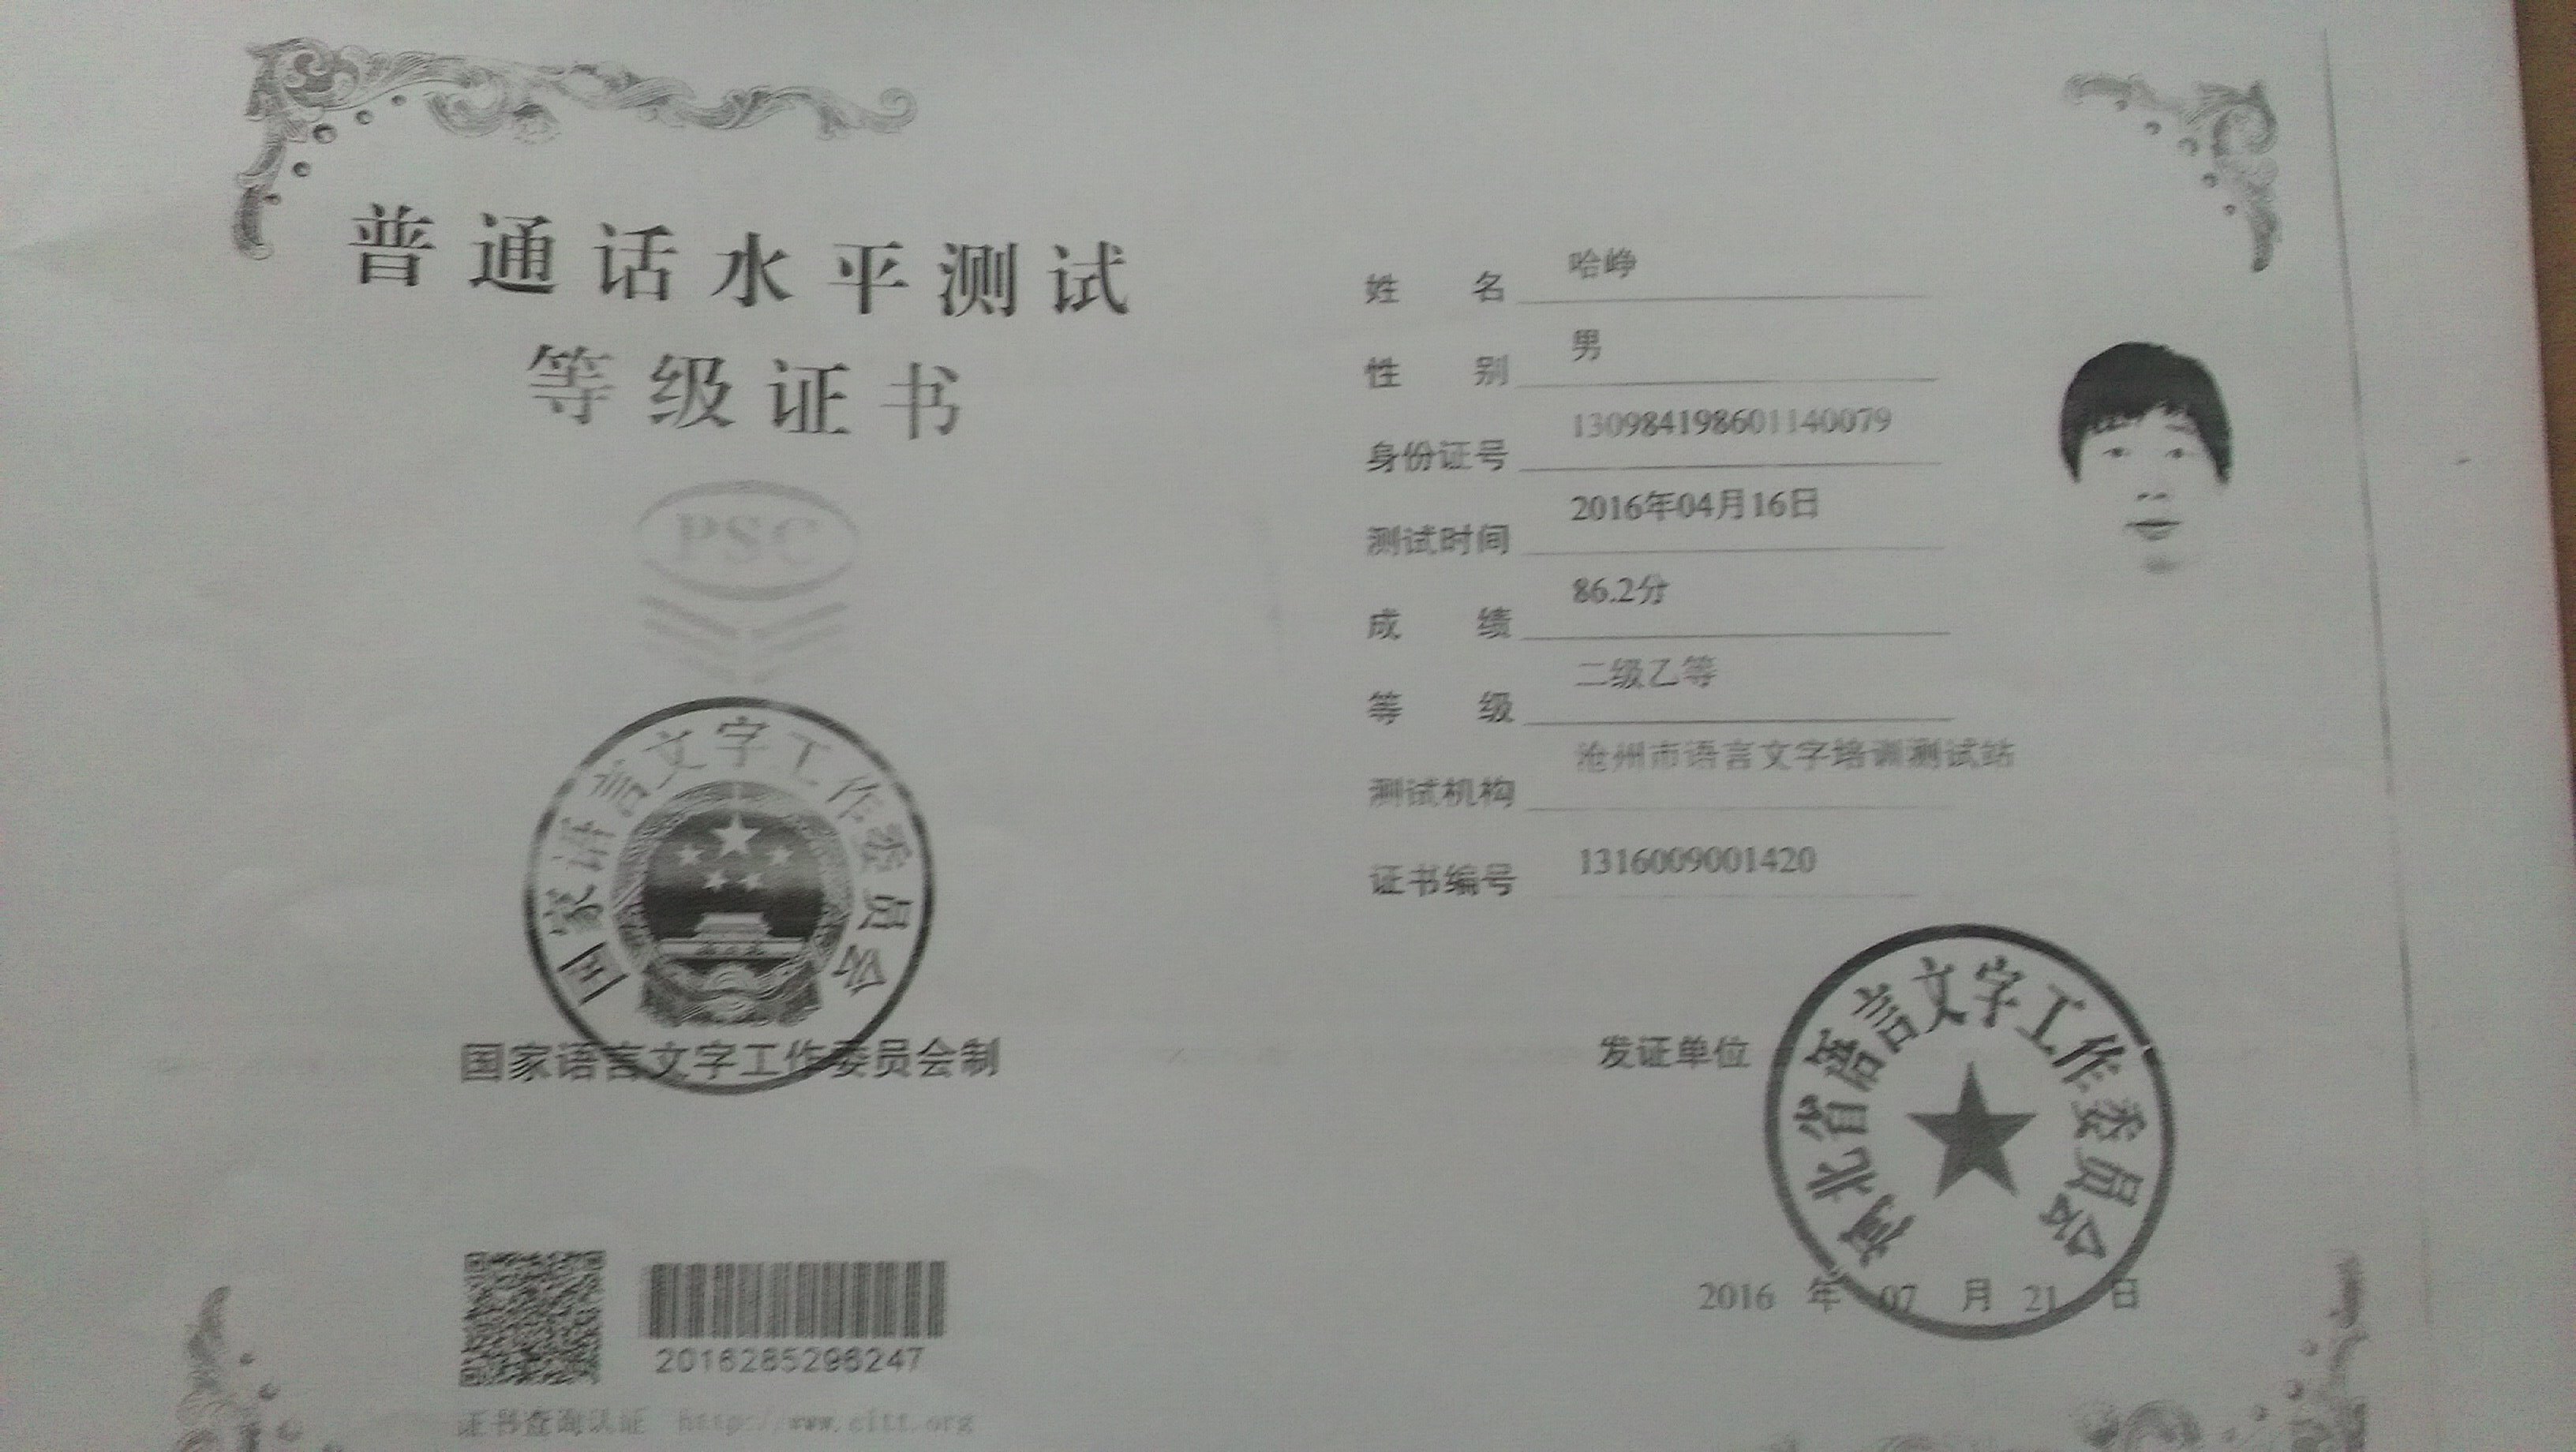 普通话水平测试
等级证书
PSC
国家语言文字工作委员会
国家语言文字工作委员会制
2016285296247
证书查询认证 http://www.cltt.org
姓 名 哈峥
性 别 男
身份证号 130984198601140079
测试时间 2016年04月16日
成 绩 86.2分
等 级 二级乙等
测试机构 沧州市语言文字培训测试站
证书编号 1316009001420
发证单位
河北省语言文字工作委员会
2016 年 07 月 21 日